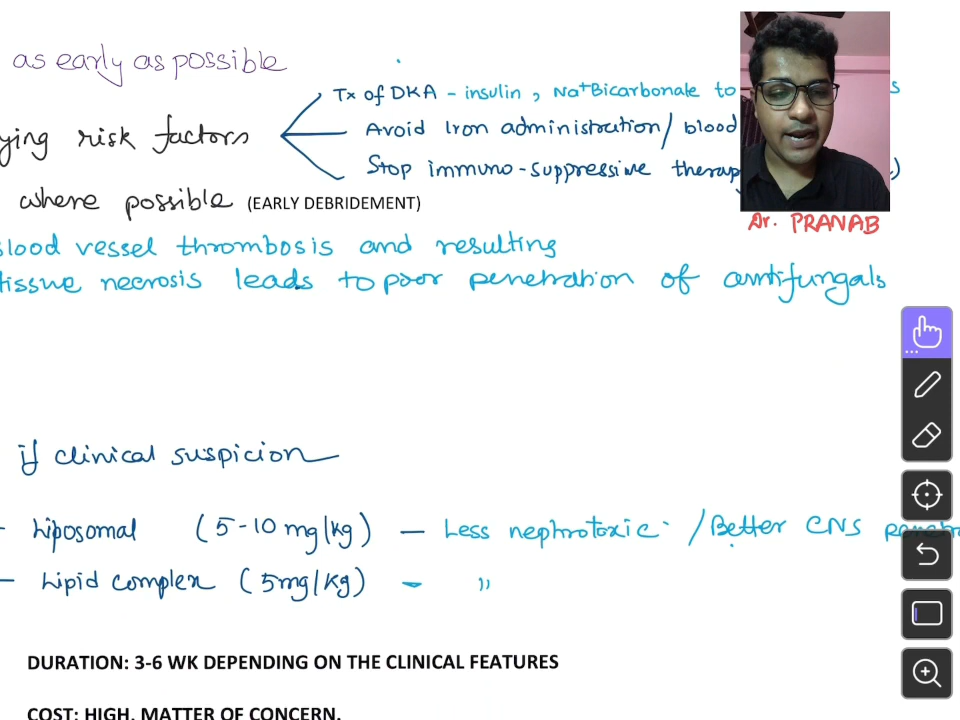 as early as possible
Tx of DKA - insulin, Na+Bicarbonate to
ying risk factors
Avoid Iron administration/ blood
Stop immuno-suppressive therapy )
where possible (EARLY DEBRIDEMENT)
Dr. PRANAB
blood vessel thrombosis and resulting
tissue necrosis leads to poor penetration of antifungals
if clinical suspicion
- Liposomal (5-10 mg/kg) - Less nephrotoxic /Better CNS penetra
- Lipid complex (5mg/kg) - "
DURATION: 3-6 WK DEPENDING ON THE CLINICAL FEATURES
COST: HIGH. MATTER OF CONCERN.